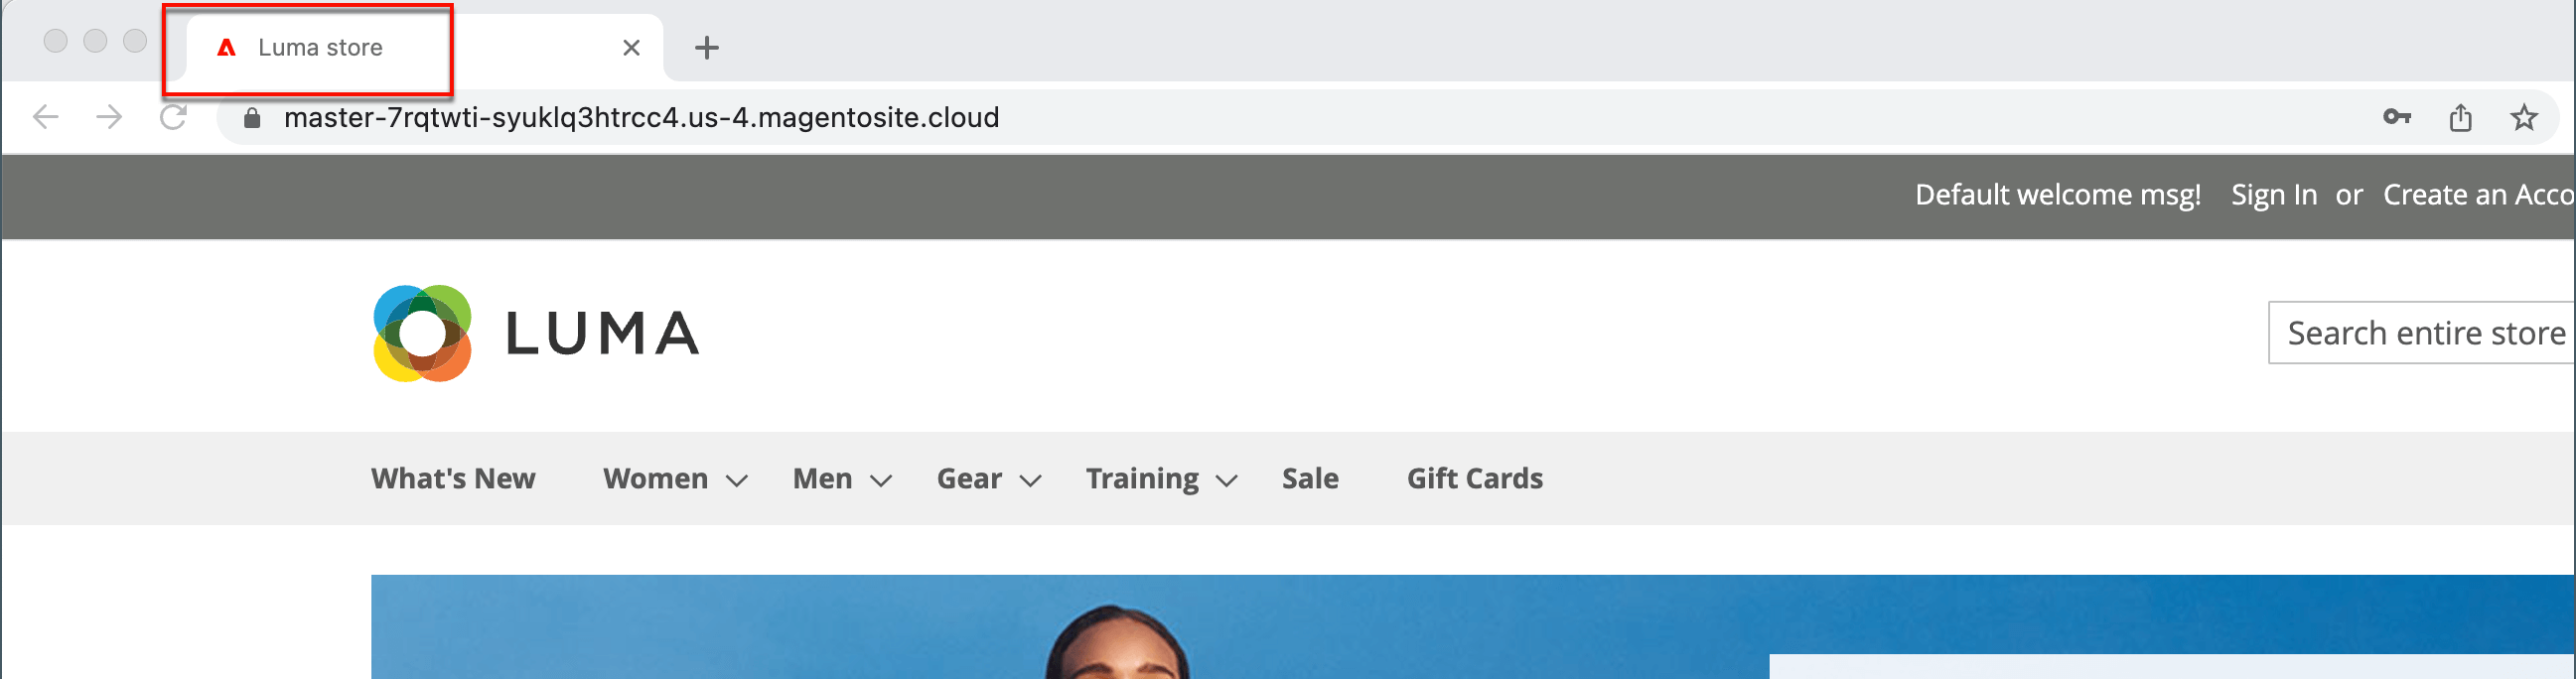 Luma store
master-7rqtwti-syuklq3htrcc4.us-4.magentosite.cloud
Default welcome msg! Sign In or Create an Acco
LUMA
Search entire store
What's New Women Men Gear Training Sale Gift Cards